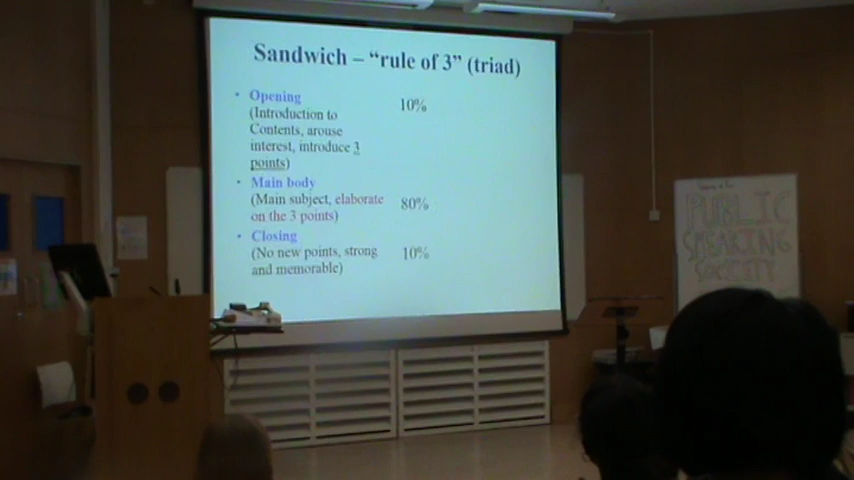 Sandwich – “rule of 3” (triad)
• Opening 10%
(Introduction to
Contents, arouse
interest, introduce 3
points)
• Main body
(Main subject, elaborate 80%
on the 3 points)
• Closing
(No new points, strong 10%
and memorable)
PUBLIC
SPEAKING
SOCIETY